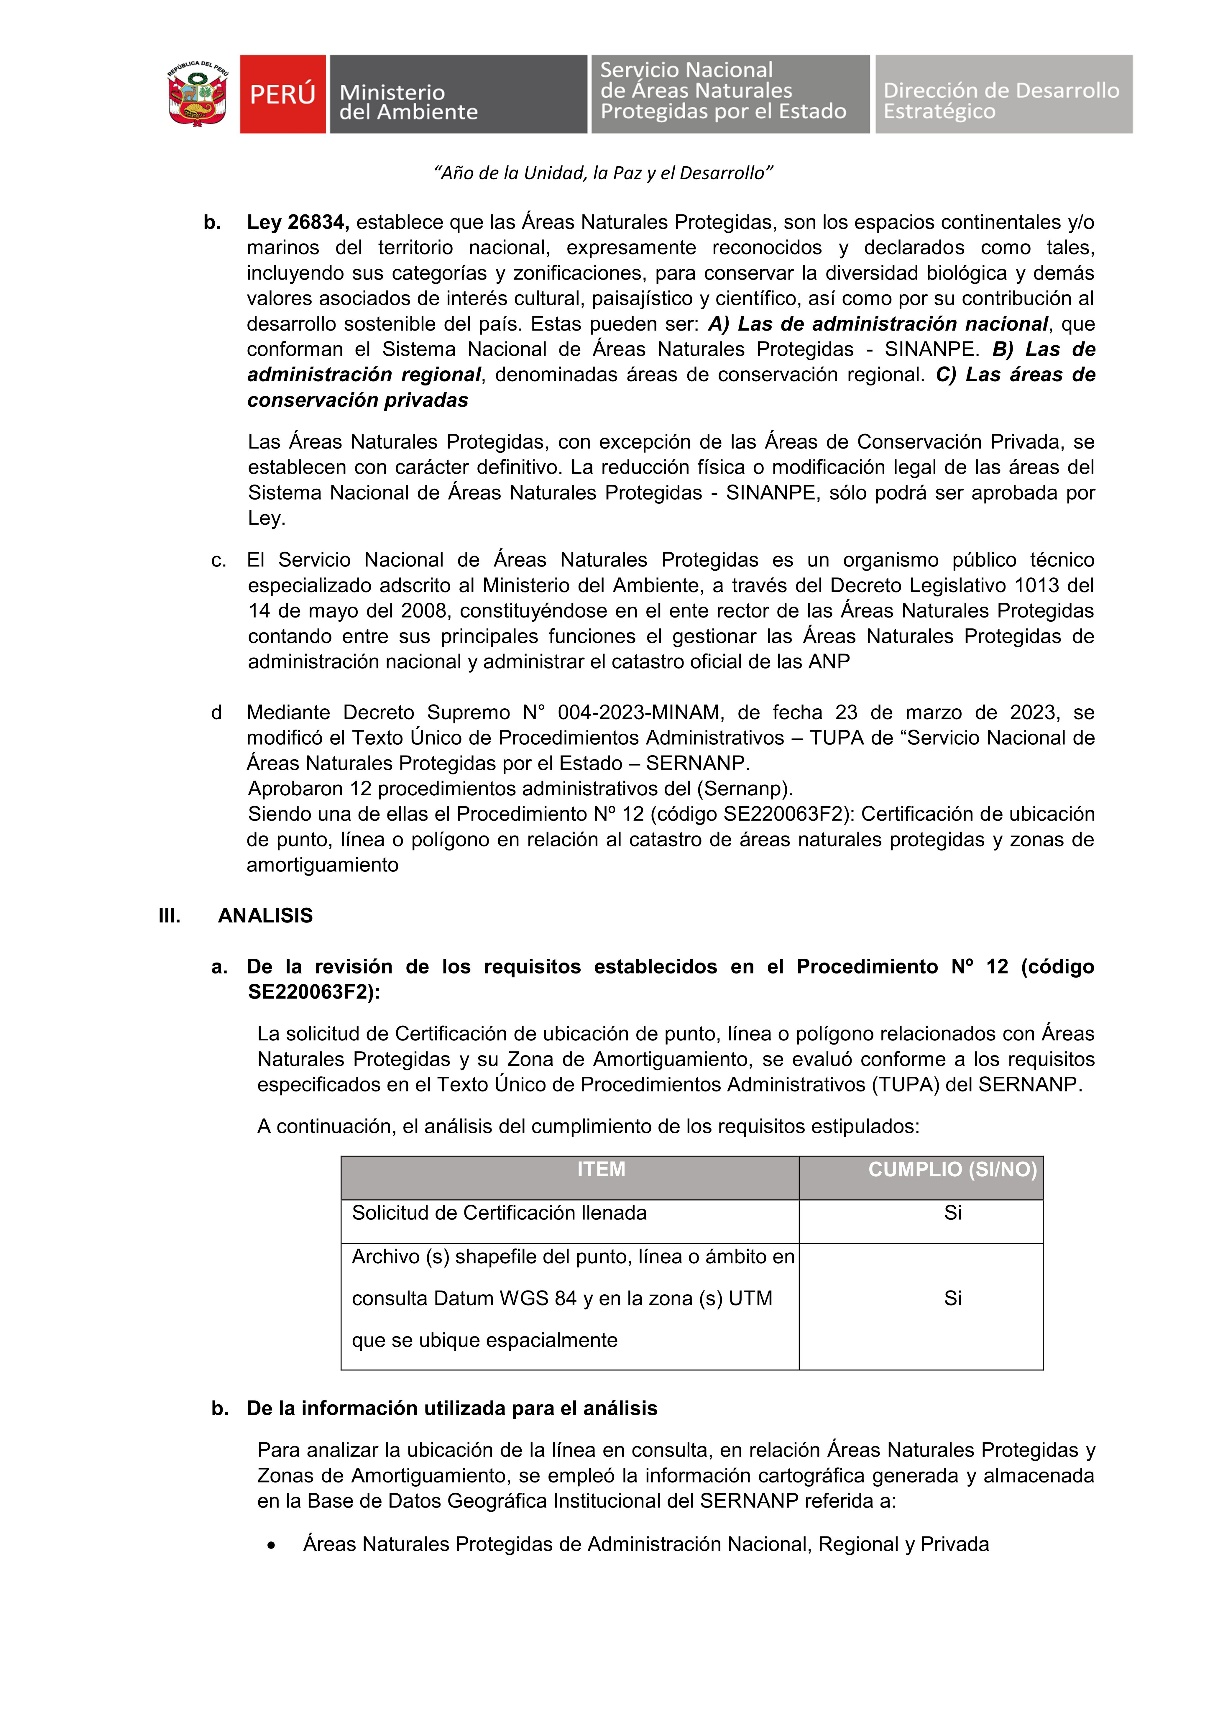 REPÚBLICA DEL PERÚ
PERÚ
Ministerio
del Ambiente
Servicio Nacional
de Áreas Naturales
Protegidas por el Estado
Dirección de Desarrollo
Estratégico
“Año de la Unidad, la Paz y el Desarrollo”
b. Ley 26834, establece que las Áreas Naturales Protegidas, son los espacios continentales y/o
marinos del territorio nacional, expresamente reconocidos y declarados como tales,
incluyendo sus categorías y zonificaciones, para conservar la diversidad biológica y demás
valores asociados de interés cultural, paisajístico y científico, así como por su contribución al
desarrollo sostenible del país. Estas pueden ser: A) Las de administración nacional, que
conforman el Sistema Nacional de Áreas Naturales Protegidas - SINANPE. B) Las de
administración regional, denominadas áreas de conservación regional. C) Las áreas de
conservación privadas
Las Áreas Naturales Protegidas, con excepción de las Áreas de Conservación Privada, se
establecen con carácter definitivo. La reducción física o modificación legal de las áreas del
Sistema Nacional de Áreas Naturales Protegidas - SINANPE, sólo podrá ser aprobada por
Ley.
c. El Servicio Nacional de Áreas Naturales Protegidas es un organismo público técnico
especializado adscrito al Ministerio del Ambiente, a través del Decreto Legislativo 1013 del
14 de mayo del 2008, constituyéndose en el ente rector de las Áreas Naturales Protegidas
contando entre sus principales funciones el gestionar las Áreas Naturales Protegidas de
administración nacional y administrar el catastro oficial de las ANP
d Mediante Decreto Supremo N° 004-2023-MINAM, de fecha 23 de marzo de 2023, se
modificó el Texto Único de Procedimientos Administrativos – TUPA de “Servicio Nacional de
Áreas Naturales Protegidas por el Estado – SERNANP.
Aprobaron 12 procedimientos administrativos del (Sernanp).
Siendo una de ellas el Procedimiento Nº 12 (código SE220063F2): Certificación de ubicación
de punto, línea o polígono en relación al catastro de áreas naturales protegidas y zonas de
amortiguamiento
III. ANALISIS
a. De la revisión de los requisitos establecidos en el Procedimiento Nº 12 (código
SE220063F2):
La solicitud de Certificación de ubicación de punto, línea o polígono relacionados con Áreas
Naturales Protegidas y su Zona de Amortiguamiento, se evaluó conforme a los requisitos
especificados en el Texto Único de Procedimientos Administrativos (TUPA) del SERNANP.
A continuación, el análisis del cumplimiento de los requisitos estipulados:
ITEM CUMPLIO (SI/NO)
Solicitud de Certificación llenada Si
Archivo (s) shapefile del punto, línea o ámbito en
consulta Datum WGS 84 y en la zona (s) UTM Si
que se ubique espacialmente
b. De la información utilizada para el análisis
Para analizar la ubicación de la línea en consulta, en relación Áreas Naturales Protegidas y
Zonas de Amortiguamiento, se empleó la información cartográfica generada y almacenada
en la Base de Datos Geográfica Institucional del SERNANP referida a:
• Áreas Naturales Protegidas de Administración Nacional, Regional y Privada